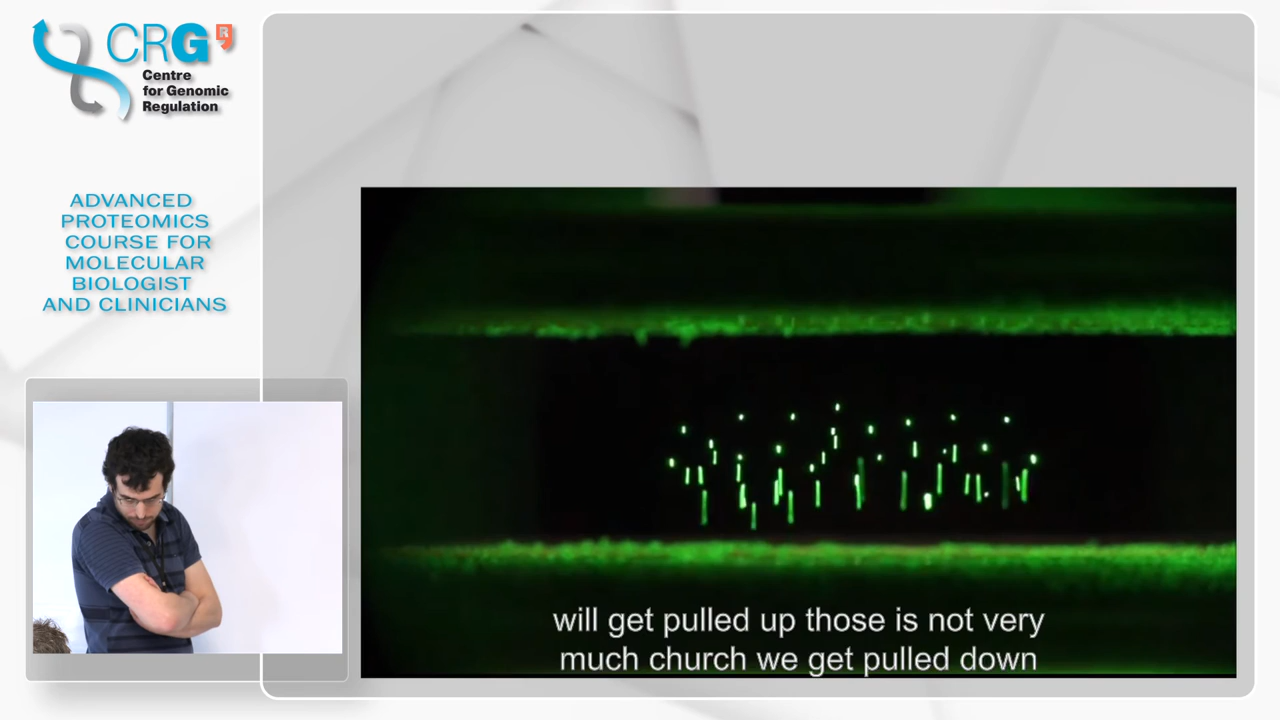 CRG
R
Centre
for Genomic
Regulation
ADVANCED
PROTEOMICS
COURSE FOR
MOLECULAR
BIOLOGIST
AND CLINICIANS
will get pulled up those is not very
much church we get pulled down